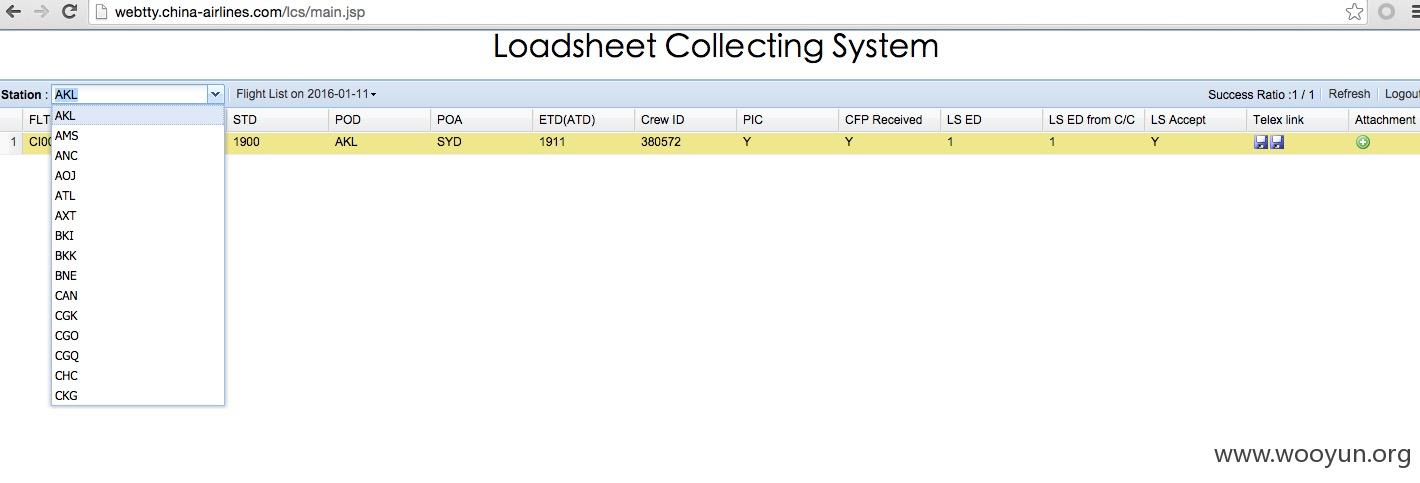 webtty.china-airlines.com/lcs/main.jsp
Loadsheet Collecting System
Station : AKL Flight List on 2016-01-11 Success Ratio :1 / 1 Refresh Logout
FLT STD POD POA ETD(ATD) Crew ID PIC CFP Received LS ED LS ED from C/C LS Accept Telex link Attachment
1 CI00 1900 AKL SYD 1911 380572 Y Y 1 1 Y
AKL
AMS
ANC
AOJ
ATL
AXT
BKI
BKK
BNE
CAN
CGK
CGO
CGQ
CHC
CKG
www.wooyun.org